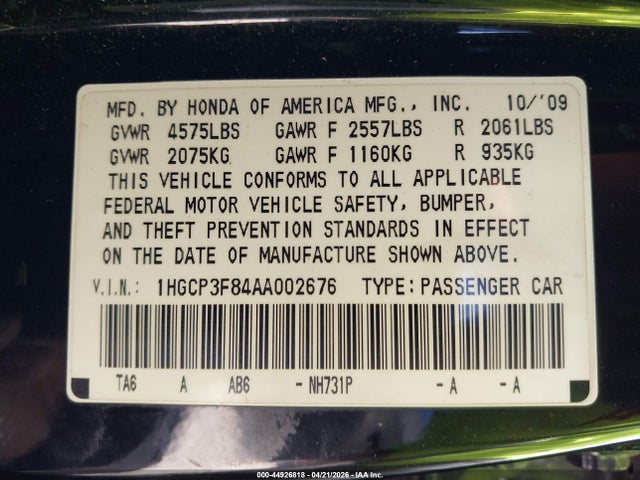 MFD. BY HONDA OF AMERICA MFG., INC. 10/'09
GVWR 4575LBS GAWR F 2557LBS R 2061LBS
GVWR 2075KG GAWR F 1160KG R 935KG
THIS VEHICLE CONFORMS TO ALL APPLICABLE
FEDERAL MOTOR VEHICLE SAFETY, BUMPER,
AND THEFT PREVENTION STANDARDS IN EFFECT
ON THE DATE OF MANUFACTURE SHOWN ABOVE.
V.I.N.: 1HGCP3F84AA002676 TYPE: PASSENGER CAR
TA6 A AB6 -NH731P -A -A
000-44926818 - 04/21/2026 - IAA Inc.